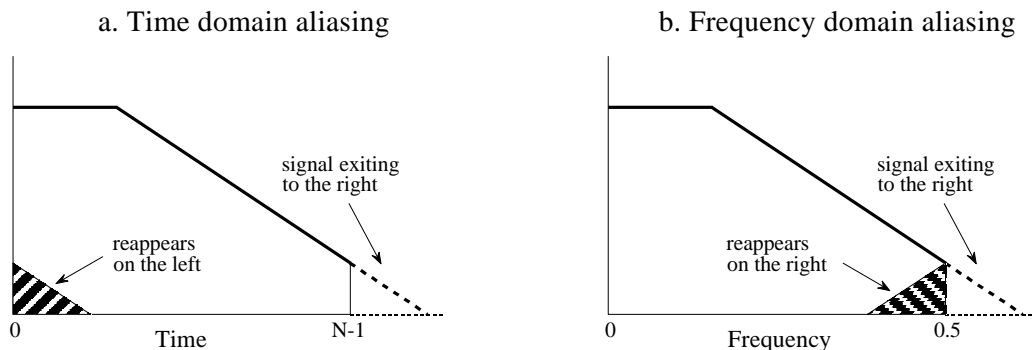 a. Time domain aliasing
signal exiting
to the right
reappears
on the left
0
N-1
Time
b. Frequency domain aliasing
signal exiting
to the right
reappears
on the right
0
0.5
Frequency